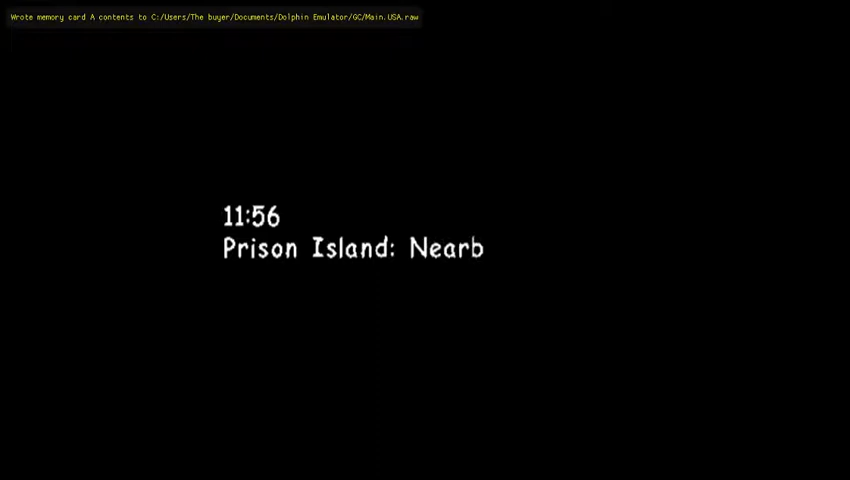 Wrote memory card A contents to C:/Users/The buyer/Documents/Dolphin Emulator/GC/Main.USA.raw
11:56
Prison Island: Nearb